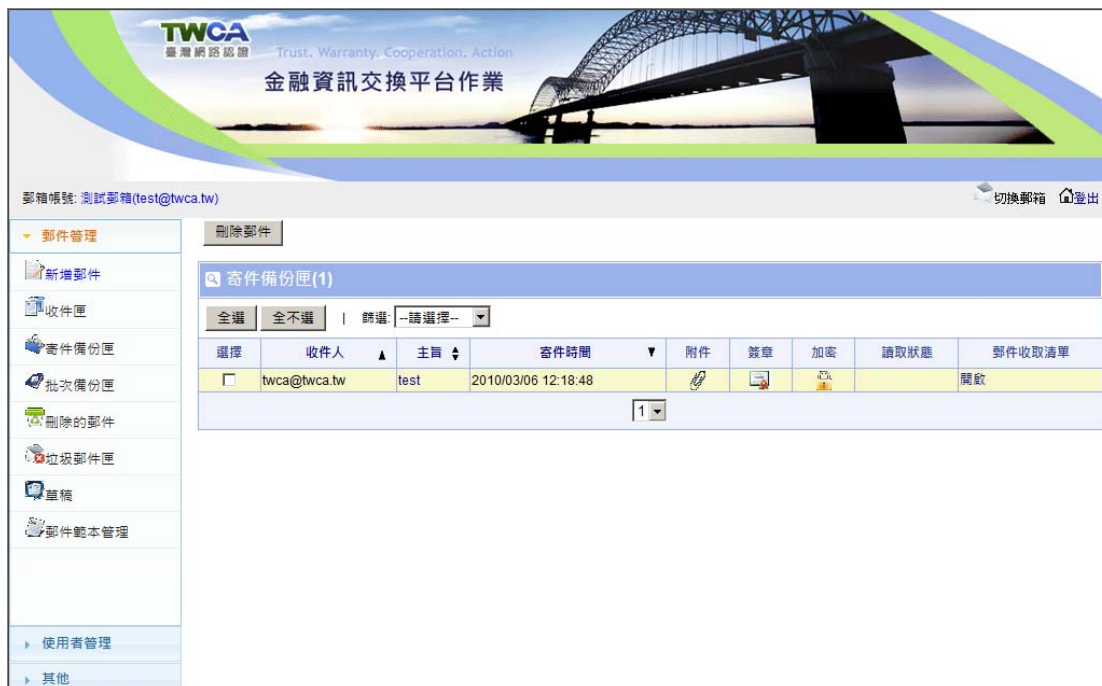 TWCA
臺灣網路認證
Trust. Warranty. Cooperation. Action
金融資訊交換平台作業
郵箱帳號: 測試郵箱(test@twca.tw)
切換郵箱 登出
郵件管理
新增郵件
收件匣
寄件備份匣
批次備份匣
刪除的郵件
垃圾郵件匣
草稿
郵件範本管理
使用者管理
其他
刪除郵件
寄件備份匣(1)
全選 全不選 | 篩選: --請選擇--
選擇 收件人 ▲ 主旨 寄件時間 ▼ 附件 簽章 加密 讀取狀態 郵件收取清單
twca@twca.tw test 2010/03/06 12:18:48 開啟
1